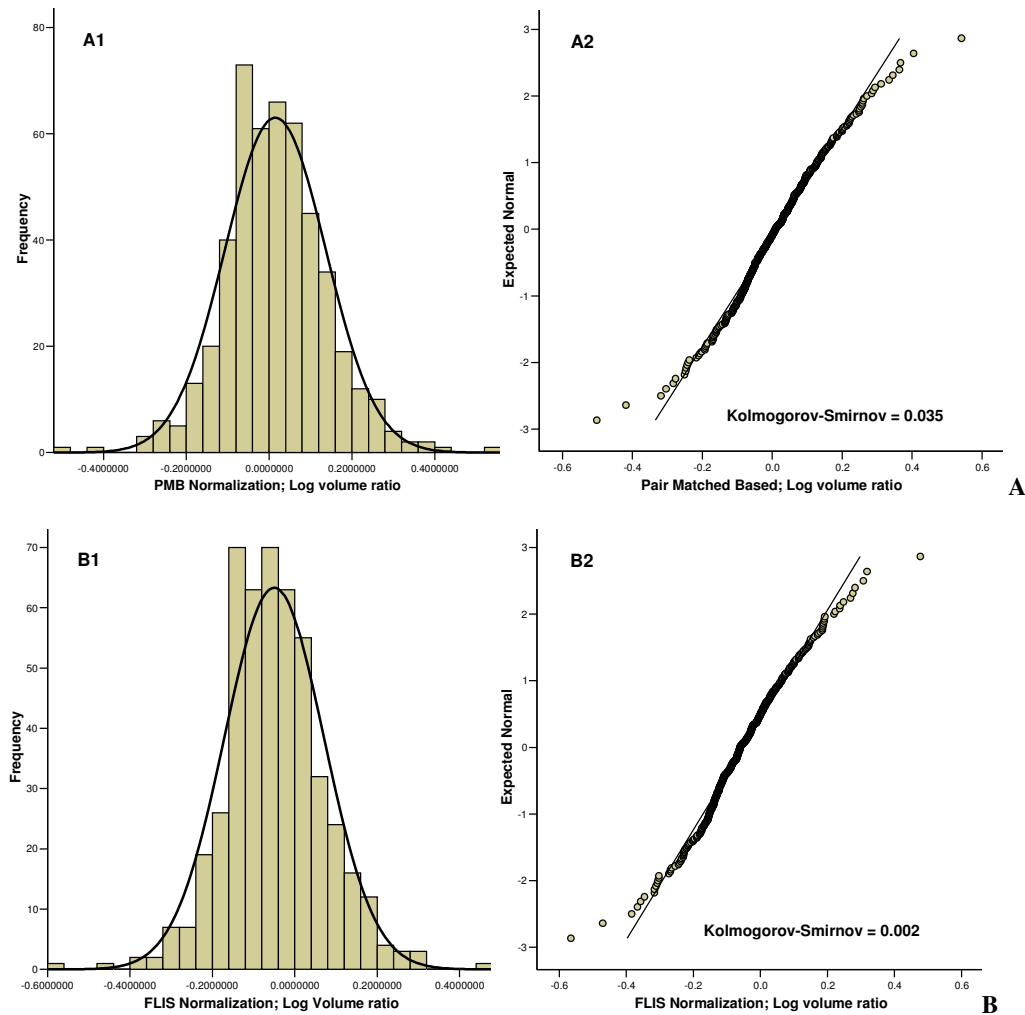 A1
80
60
40
20
0
Frequency
-0.4000000 -0.2000000 0.0000000 0.2000000 0.4000000
PMB Normalization; Log volume ratio
A2
3
2
1
0
-1
-2
-3
Expected Normal
Kolmogorov-Smirnov = 0.035
-0.6 -0.4 -0.2 0.0 0.2 0.4 0.6
Pair Matched Based; Log volume ratio
A
B1
70
60
50
40
30
20
10
0
Frequency
-0.6000000 -0.4000000 -0.2000000 0.0000000 0.2000000 0.4000000
FLIS Normalization; Log Volume ratio
B2
3
2
1
0
-1
-2
-3
Expected Normal
Kolmogorov-Smirnov = 0.002
-0.6 -0.4 -0.2 0.0 0.2 0.4 0.6
FLIS Normalization; Log volume ratio
B